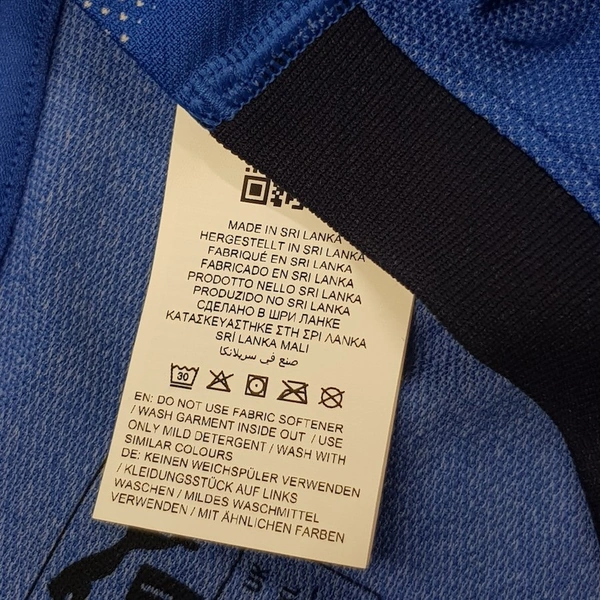 MADE IN SRI LANKA
HERGESTELLT IN SRI LANKA
FABRIQUÉ EN SRI LANKA
FABRICADO EN SRI LANKA
PRODOTTO NELLO SRI LANKA
PRODUZIDO NO SRI LANKA
СДЕЛАНО В ШРИ ЛАНКЕ
ΚΑΤΑΣΚΕΥΑΣΤΗΚΕ ΣΤΗ ΣΡΙ ΛΑΝΚΑ
SRİ LANKA MALI
صنع في سريلانكا
30
EN: DO NOT USE FABRIC SOFTENER
/ WASH GARMENT INSIDE OUT / USE
ONLY MILD DETERGENT / WASH WITH
SIMILAR COLOURS
DE: KEINEN WEICHSPÜLER VERWENDEN
/ KLEIDUNGSSTÜCK AUF LINKS
WASCHEN / MILDES WASCHMITTEL
VERWENDEN / MIT ÄHNLICHEN FARBEN